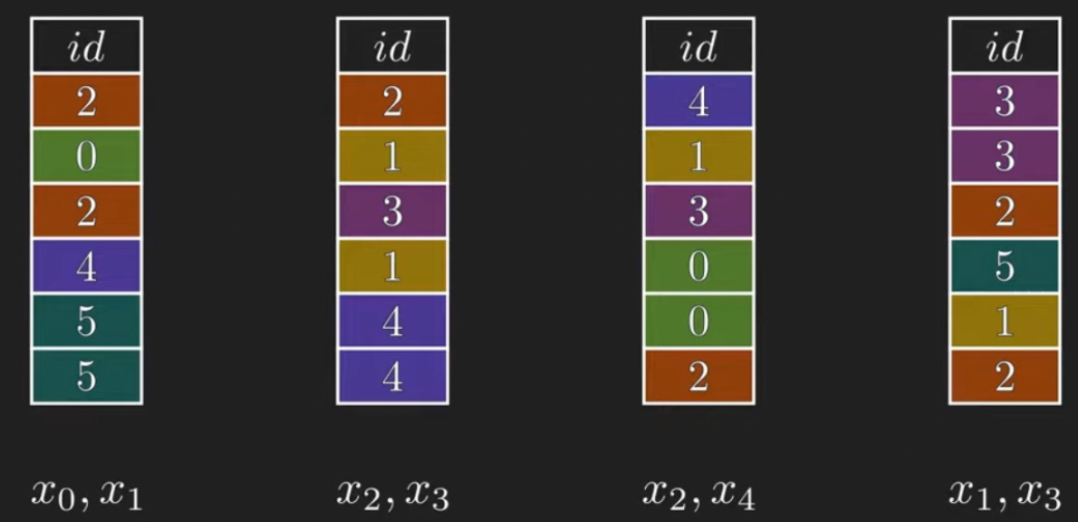 id id id id
2 2 4 3
0 1 1 3
2 3 3 2
4 1 0 5
5 4 0 1
5 4 2 2
x₀, x₁ x₂, x₃ x₂, x₄ x₁, x₃